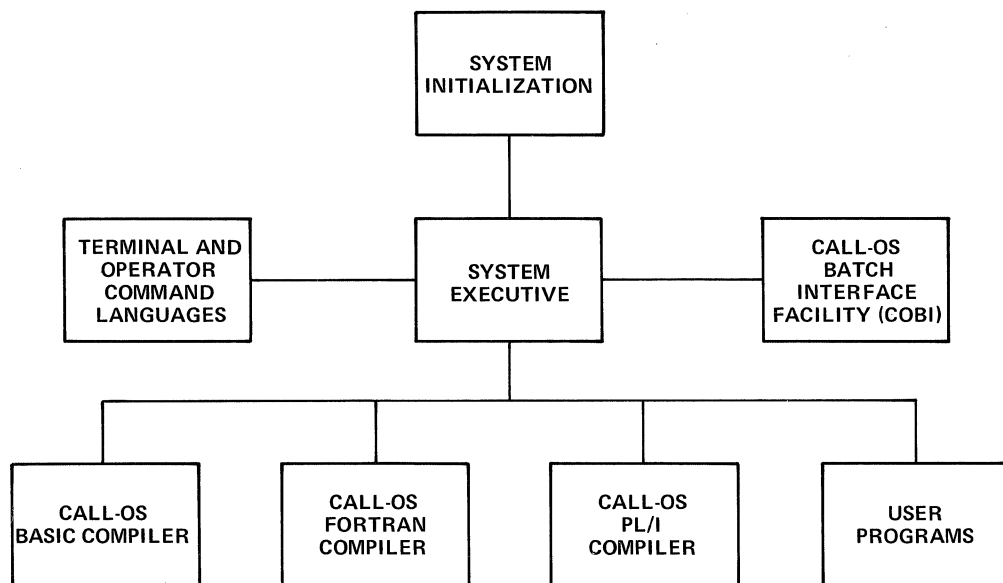 SYSTEM
INITIALIZATION
TERMINAL AND
OPERATOR
COMMAND
LANGUAGES
SYSTEM
EXECUTIVE
CALL-OS
BATCH
INTERFACE
FACILITY (COBI)
CALL-OS
BASIC COMPILER
CALL-OS
FORTRAN
COMPILER
CALL-OS
PL/I
COMPILER
USER
PROGRAMS